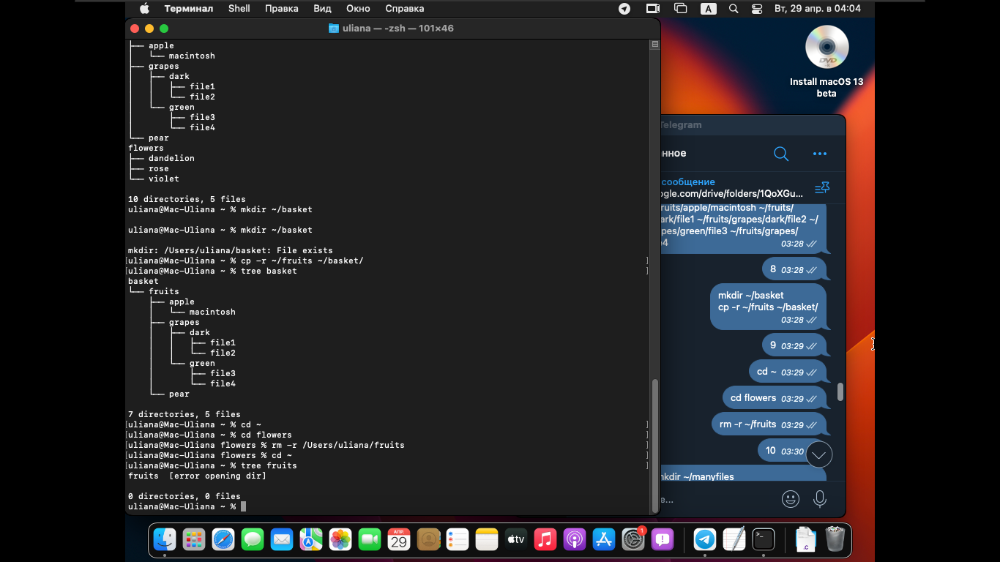 Терминал Shell Правка Вид Окно Справка A Вт, 29 апр. в 04:04
uliana — -zsh — 101×46
├── apple
│   └── macintosh
├── grapes
│   ├── dark
│   │   ├── file1
│   │   └── file2
│   └── green
│       ├── file3
│       └── file4
└── pear
flowers
├── dandelion
├── rose
└── violet
10 directories, 5 files
uliana@Mac-Uliana ~ % mkdir ~/basket
uliana@Mac-Uliana ~ % mkdir ~/basket
mkdir: /Users/uliana/basket: File exists
[uliana@Mac-Uliana ~ % cp -r ~/fruits ~/basket/ ]
[uliana@Mac-Uliana ~ % tree basket ]
basket
└── fruits
    ├── apple
    │   └── macintosh
    ├── grapes
    │   ├── dark
    │   │   ├── file1
    │   │   └── file2
    │   └── green
    │       ├── file3
    │       └── file4
    └── pear
7 directories, 5 files
[uliana@Mac-Uliana ~ % cd ~ ]
[uliana@Mac-Uliana ~ % cd flowers ]
[uliana@Mac-Uliana flowers % rm -r /Users/uliana/fruits ]
[uliana@Mac-Uliana flowers % cd ~ ]
[uliana@Mac-Uliana ~ % tree fruits ]
fruits  [error opening dir]
0 directories, 0 files
uliana@Mac-Uliana ~ %
DVD
Install macOS 13
beta
Telegram
нное
сообщение
ogle.com/drive/folders/1QoXGu...
ruits/apple/macintosh ~/fruits/
ark/file1 ~/fruits/grapes/dark/file2 ~/
pes/green/file3 ~/fruits/grapes/
4
03:28
8 03:28
mkdir ~/basket
cp -r ~/fruits ~/basket/
03:28
9 03:29
cd ~ 03:29
cd flowers 03:29
rm -r ~/fruits 03:29
10 03:30
kdir ~/manyfiles
е...
АПР.
29
tv
1
>_
.c